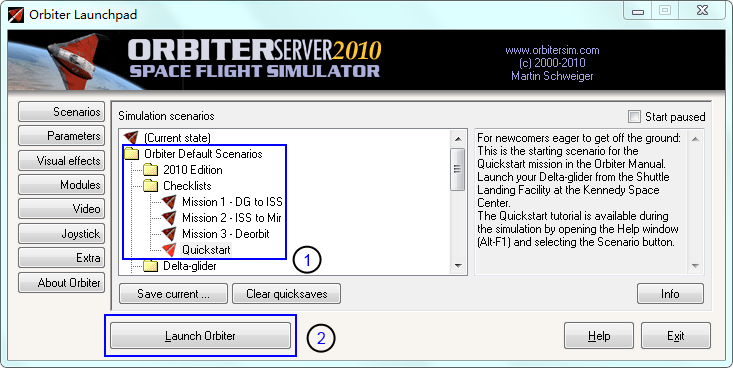 Orbiter Launchpad
ORBITERSERVER2010
SPACE FLIGHT SIMULATOR
www.orbitersim.com
(c) 2000-2010
Martin Schweiger
Scenarios
Parameters
Visual effects
Modules
Video
Joystick
Extra
About Orbiter
Simulation scenarios
Start paused
(Current state)
Orbiter Default Scenarios
2010 Edition
Checklists
Mission 1 - DG to ISS
Mission 2 - ISS to Mir
Mission 3 - Deorbit
Quickstart
Delta-glider
1
For newcomers eager to get off the ground:
This is the starting scenario for the
Quickstart mission in the Orbiter Manual.
Launch your Delta-glider from the Shuttle
Landing Facility at the Kennedy Space
Center.
The Quickstart tutorial is available during
the simulation by opening the Help window
(Alt-F1) and selecting the Scenario button.
Save current ...
Clear quicksaves
Info
Launch Orbiter
2
Help
Exit